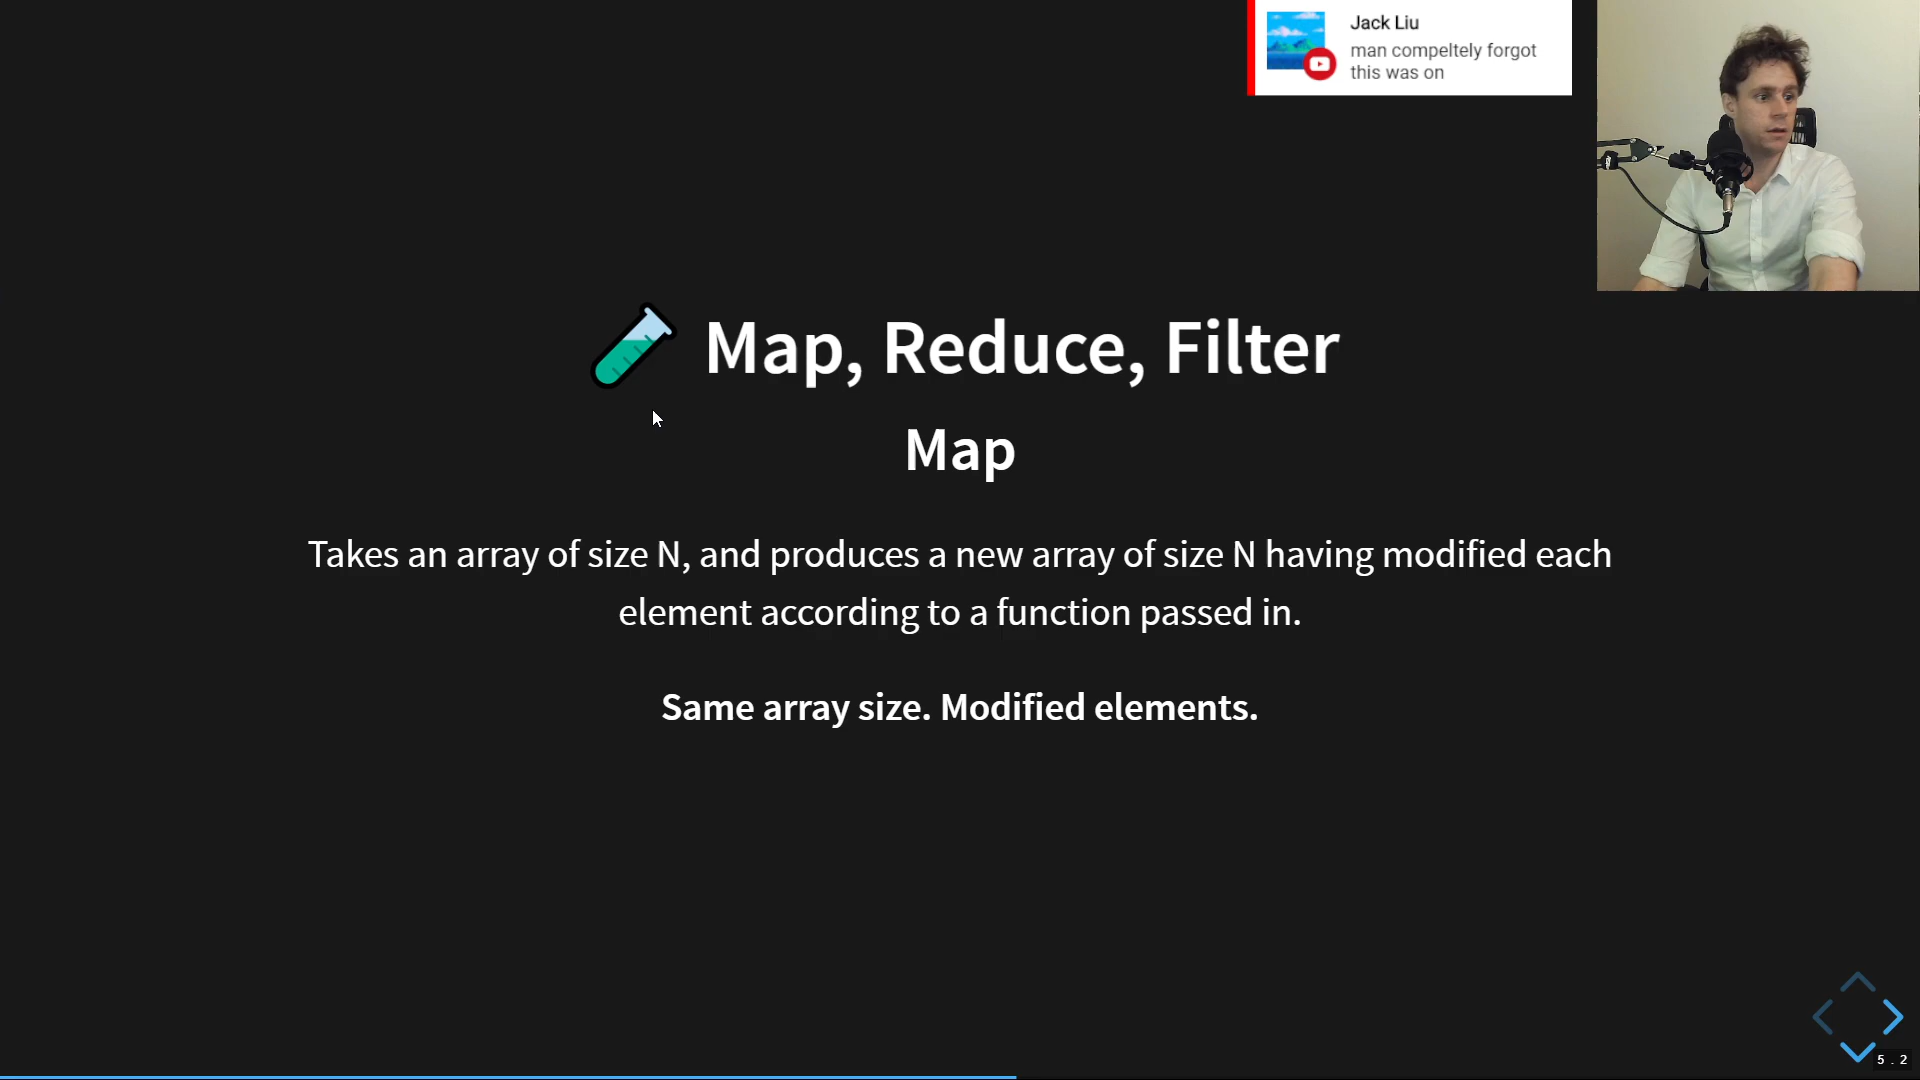 Jack Liu
man compeltely forgot
this was on
Map, Reduce, Filter
Map
Takes an array of size N, and produces a new array of size N having modified each
element according to a function passed in.
Same array size. Modified elements.
5 . 2